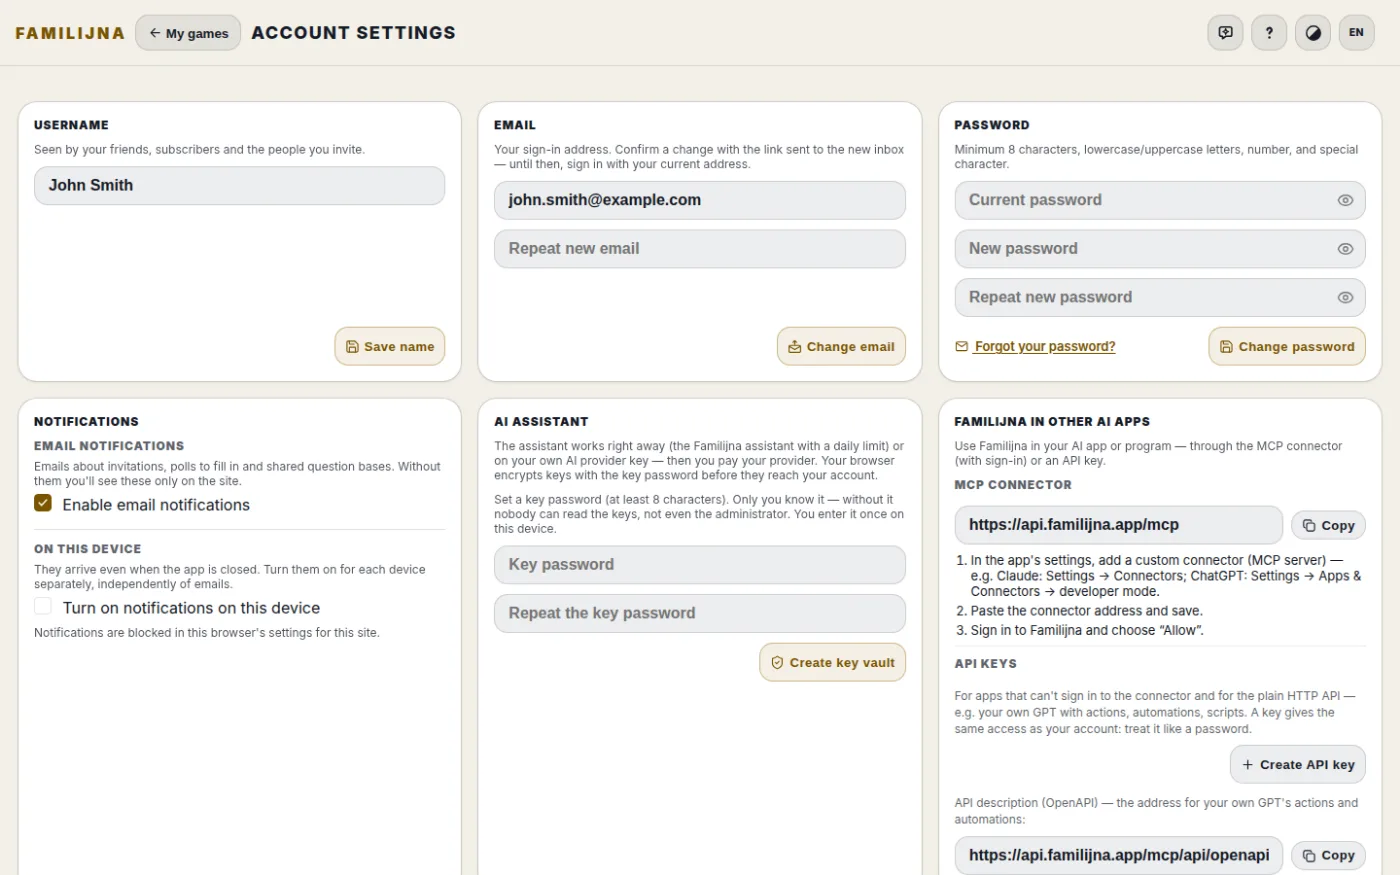 FAMILIJNA
← My games
ACCOUNT SETTINGS
?
EN
USERNAME
Seen by your friends, subscribers and the people you invite.
John Smith
Save name
EMAIL
Your sign-in address. Confirm a change with the link sent to the new inbox
— until then, sign in with your current address.
john.smith@example.com
Repeat new email
Change email
PASSWORD
Minimum 8 characters, lowercase/uppercase letters, number, and special
character.
Current password
New password
Repeat new password
Forgot your password?
Change password
NOTIFICATIONS
EMAIL NOTIFICATIONS
Emails about invitations, polls to fill in and shared question bases. Without
them you'll see these only on the site.
Enable email notifications
ON THIS DEVICE
They arrive even when the app is closed. Turn them on for each device
separately, independently of emails.
Turn on notifications on this device
Notifications are blocked in this browser's settings for this site.
AI ASSISTANT
The assistant works right away (the Familijna assistant with a daily limit) or
on your own AI provider key — then you pay your provider. Your browser
encrypts keys with the key password before they reach your account.
Set a key password (at least 8 characters). Only you know it — without it
nobody can read the keys, not even the administrator. You enter it once on
this device.
Key password
Repeat the key password
Create key vault
FAMILIJNA IN OTHER AI APPS
Use Familijna in your AI app or program — through the MCP connector
(with sign-in) or an API key.
MCP CONNECTOR
https://api.familijna.app/mcp
Copy
1. In the app's settings, add a custom connector (MCP server) —
e.g. Claude: Settings → Connectors; ChatGPT: Settings → Apps &
Connectors → developer mode.
2. Paste the connector address and save.
3. Sign in to Familijna and choose “Allow”.
API KEYS
For apps that can't sign in to the connector and for the plain HTTP API —
e.g. your own GPT with actions, automations, scripts. A key gives the
same access as your account: treat it like a password.
+ Create API key
API description (OpenAPI) — the address for your own GPT's actions and
automations:
https://api.familijna.app/mcp/api/openapi
Copy